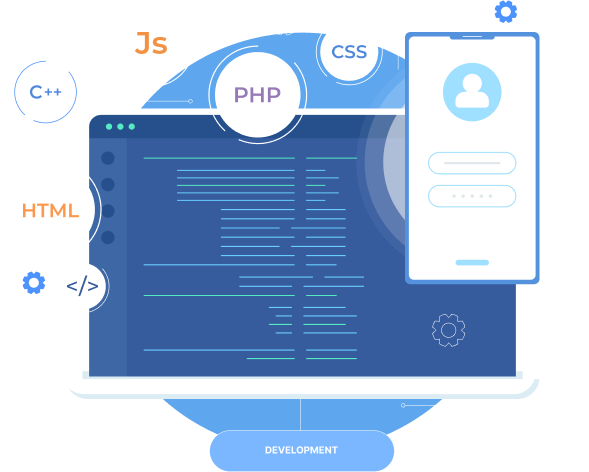 Js
CSS
C++
PHP
HTML
</>
DEVELOPMENT